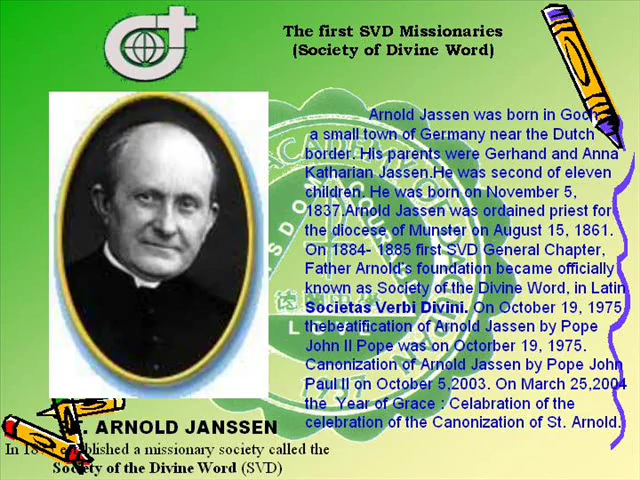 The first SVD Missionaries
(Society of Divine Word)
Arnold Jassen was born in Goch
a small town of Germany near the Dutch
border. His parents were Gerhand and Anna
Katharian Jassen.He was second of eleven
children. He was born on November 5,
1837.Arnold Jassen was ordained priest for
the diocese of Munster on August 15, 1861.
On 1884- 1885 first SVD General Chapter,
Father Arnold's foundation became officially
known as Society of the Divine Word, in Latin
Societas Verbi Divini. On October 19, 1975
thebeatification of Arnold Jassen by Pope
John II Pope was on Octorber 19, 1975.
Canonization of Arnold Jassen by Pope John
Paul II on October 5,2003. On March 25,2004
the Year of Grace : Celabration of the
celebration of the Canonization of St. Arnold.
LOVE
ST. ARNOLD JANSSEN
In established a missionary society called the
Society of the Divine Word (SVD)